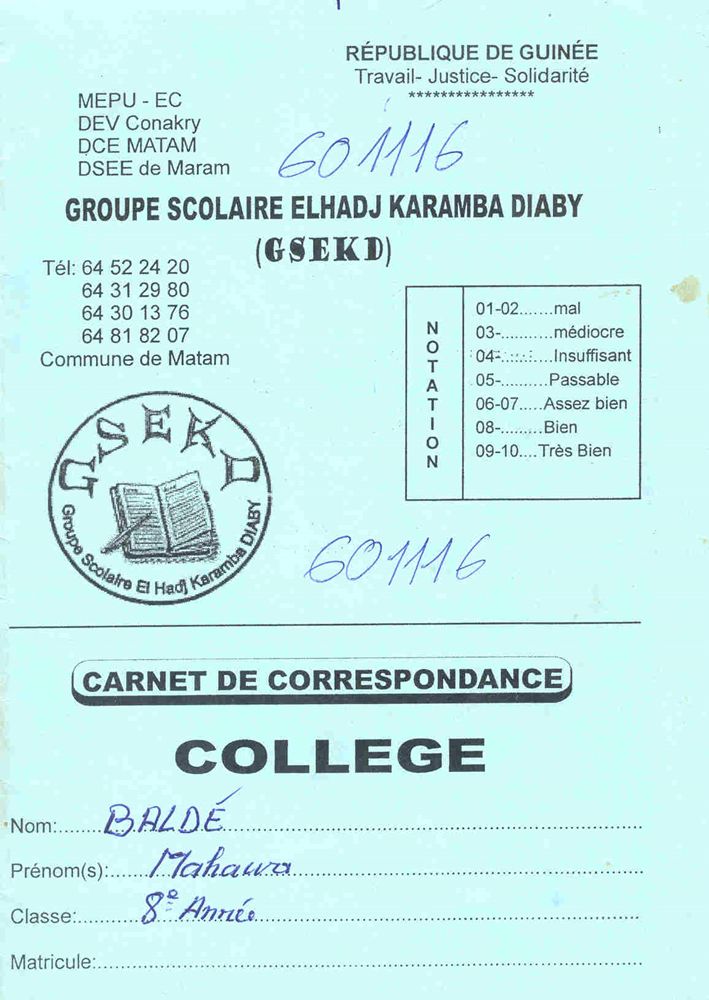 RÉPUBLIQUE DE GUINÉE
Travail- Justice- Solidarité
****************
MEPU - EC
DEV Conakry
DCE MATAM
DSEE de Maram
601116
GROUPE SCOLAIRE ELHADJ KARAMBA DIABY
(GSEKD)
Tél: 64 52 24 20
64 31 29 80
64 30 13 76
64 81 82 07
Commune de Matam
NOTATION
01-02.......mal
03-...........médiocre
04-...........Insuffisant
05-..........Passable
06-07.....Assez bien
08-.........Bien
09-10....Très Bien
GSEKD
Groupe Scolaire El Hadj Karamba DIABY
601116
CARNET DE CORRESPONDANCE
COLLEGE
Nom: BALDÉ
Prénom(s): Mahawa
Classe: 8e Année
Matricule: